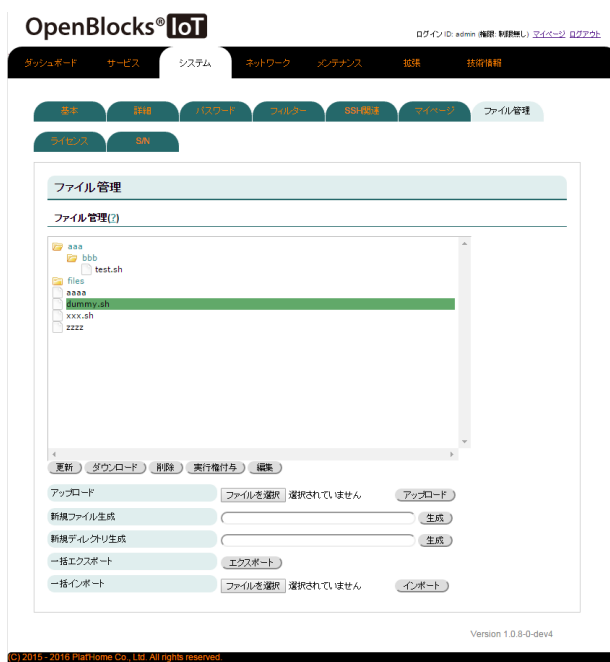 OpenBlocks® IoT
ログイン ID: admin (権限: 制限無し) マイページ ログアウト
ダッシュボード サービス システム ネットワーク メンテナンス 拡張 技術情報
基本 詳細 パスワード フィルター SSH関連 マイページ ファイル管理
ライセンス S/N
ファイル管理
ファイル管理(?)
aaa
bbb
test.sh
files
aaaa
dummy.sh
xxx.sh
zzzz
更新 ダウンロード 削除 実行権付与 編集
アップロード ファイルを選択 選択されていません アップロード
新規ファイル生成 生成
新規ディレクトリ生成 生成
一括エクスポート エクスポート
一括インポート ファイルを選択 選択されていません インポート
Version 1.0.8-0-dev4
(C) 2015 - 2016 Plat'Home Co., Ltd. All rights reserved.